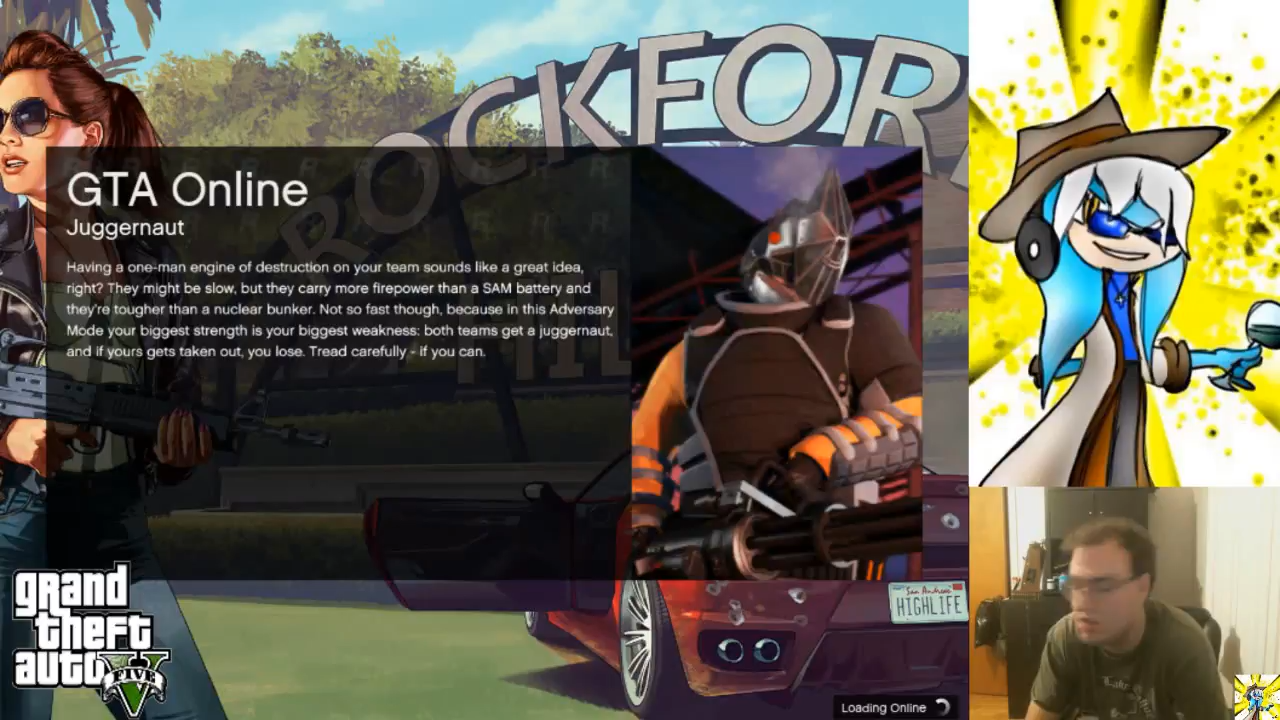 ROCKFOR
GTA Online
Juggernaut
Having a one-man engine of destruction on your team sounds like a great idea,
right? They might be slow, but they carry more firepower than a SAM battery and
they're tougher than a nuclear bunker. Not so fast though, because in this Adversary
Mode your biggest strength is your biggest weakness: both teams get a juggernaut,
and if yours gets taken out, you lose. Tread carefully - if you can.
grand
theft
auto V
FIVE
San Andreas
HIGHLIFE
Loading Online